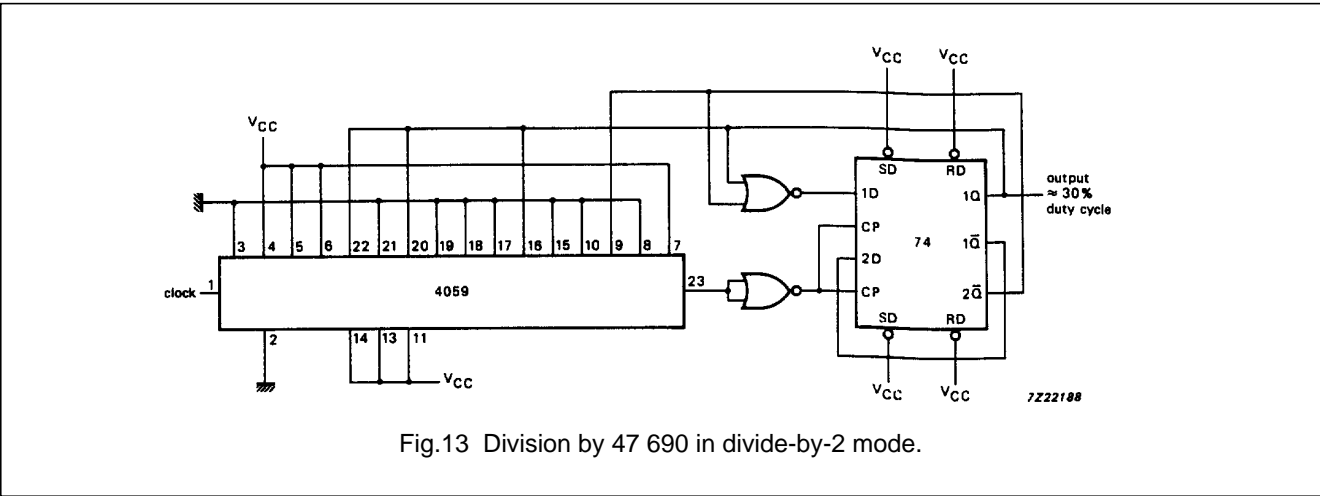 VCC VCC
VCC
SD RD
1D 1Q output
≈ 30%
duty cycle
CP 74 1Q̅
2D
CP 2Q̅
SD RD
VCC VCC
3 4 5 6 22 21 20 19 18 17 16 15 10 9 8 7
clock 1 4059 23
2 14 13 11
VCC
7Z22188
Fig.13 Division by 47 690 in divide-by-2 mode.